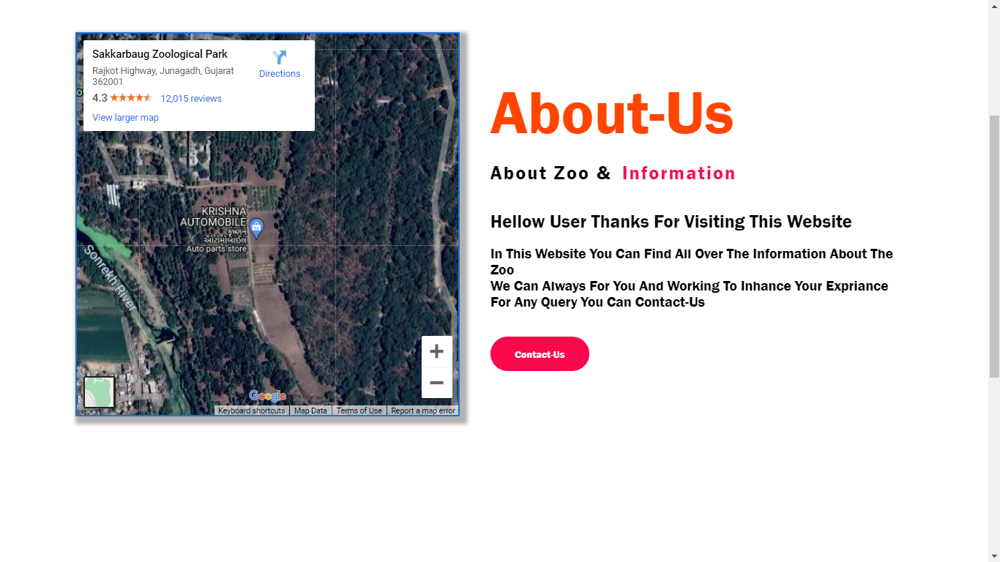 Sakkarbaug Zoological Park
Rajkot Highway, Junagadh, Gujarat
362001
4.3
12,015 reviews
View larger map
Directions
KRISHNA
AUTOMOBILE
કૃષ્ણને
ઓટોમોબાઈલ
Auto parts store
Sonrekh River
Google
Keyboard shortcuts
Map Data
Terms of Use
Report a map error
About-Us
About Zoo & Information
Hellow User Thanks For Visiting This Website
In This Website You Can Find All Over The Information About The
Zoo
We Can Always For You And Working To Inhance Your Expriance
For Any Query You Can Contact-Us
Contact-Us